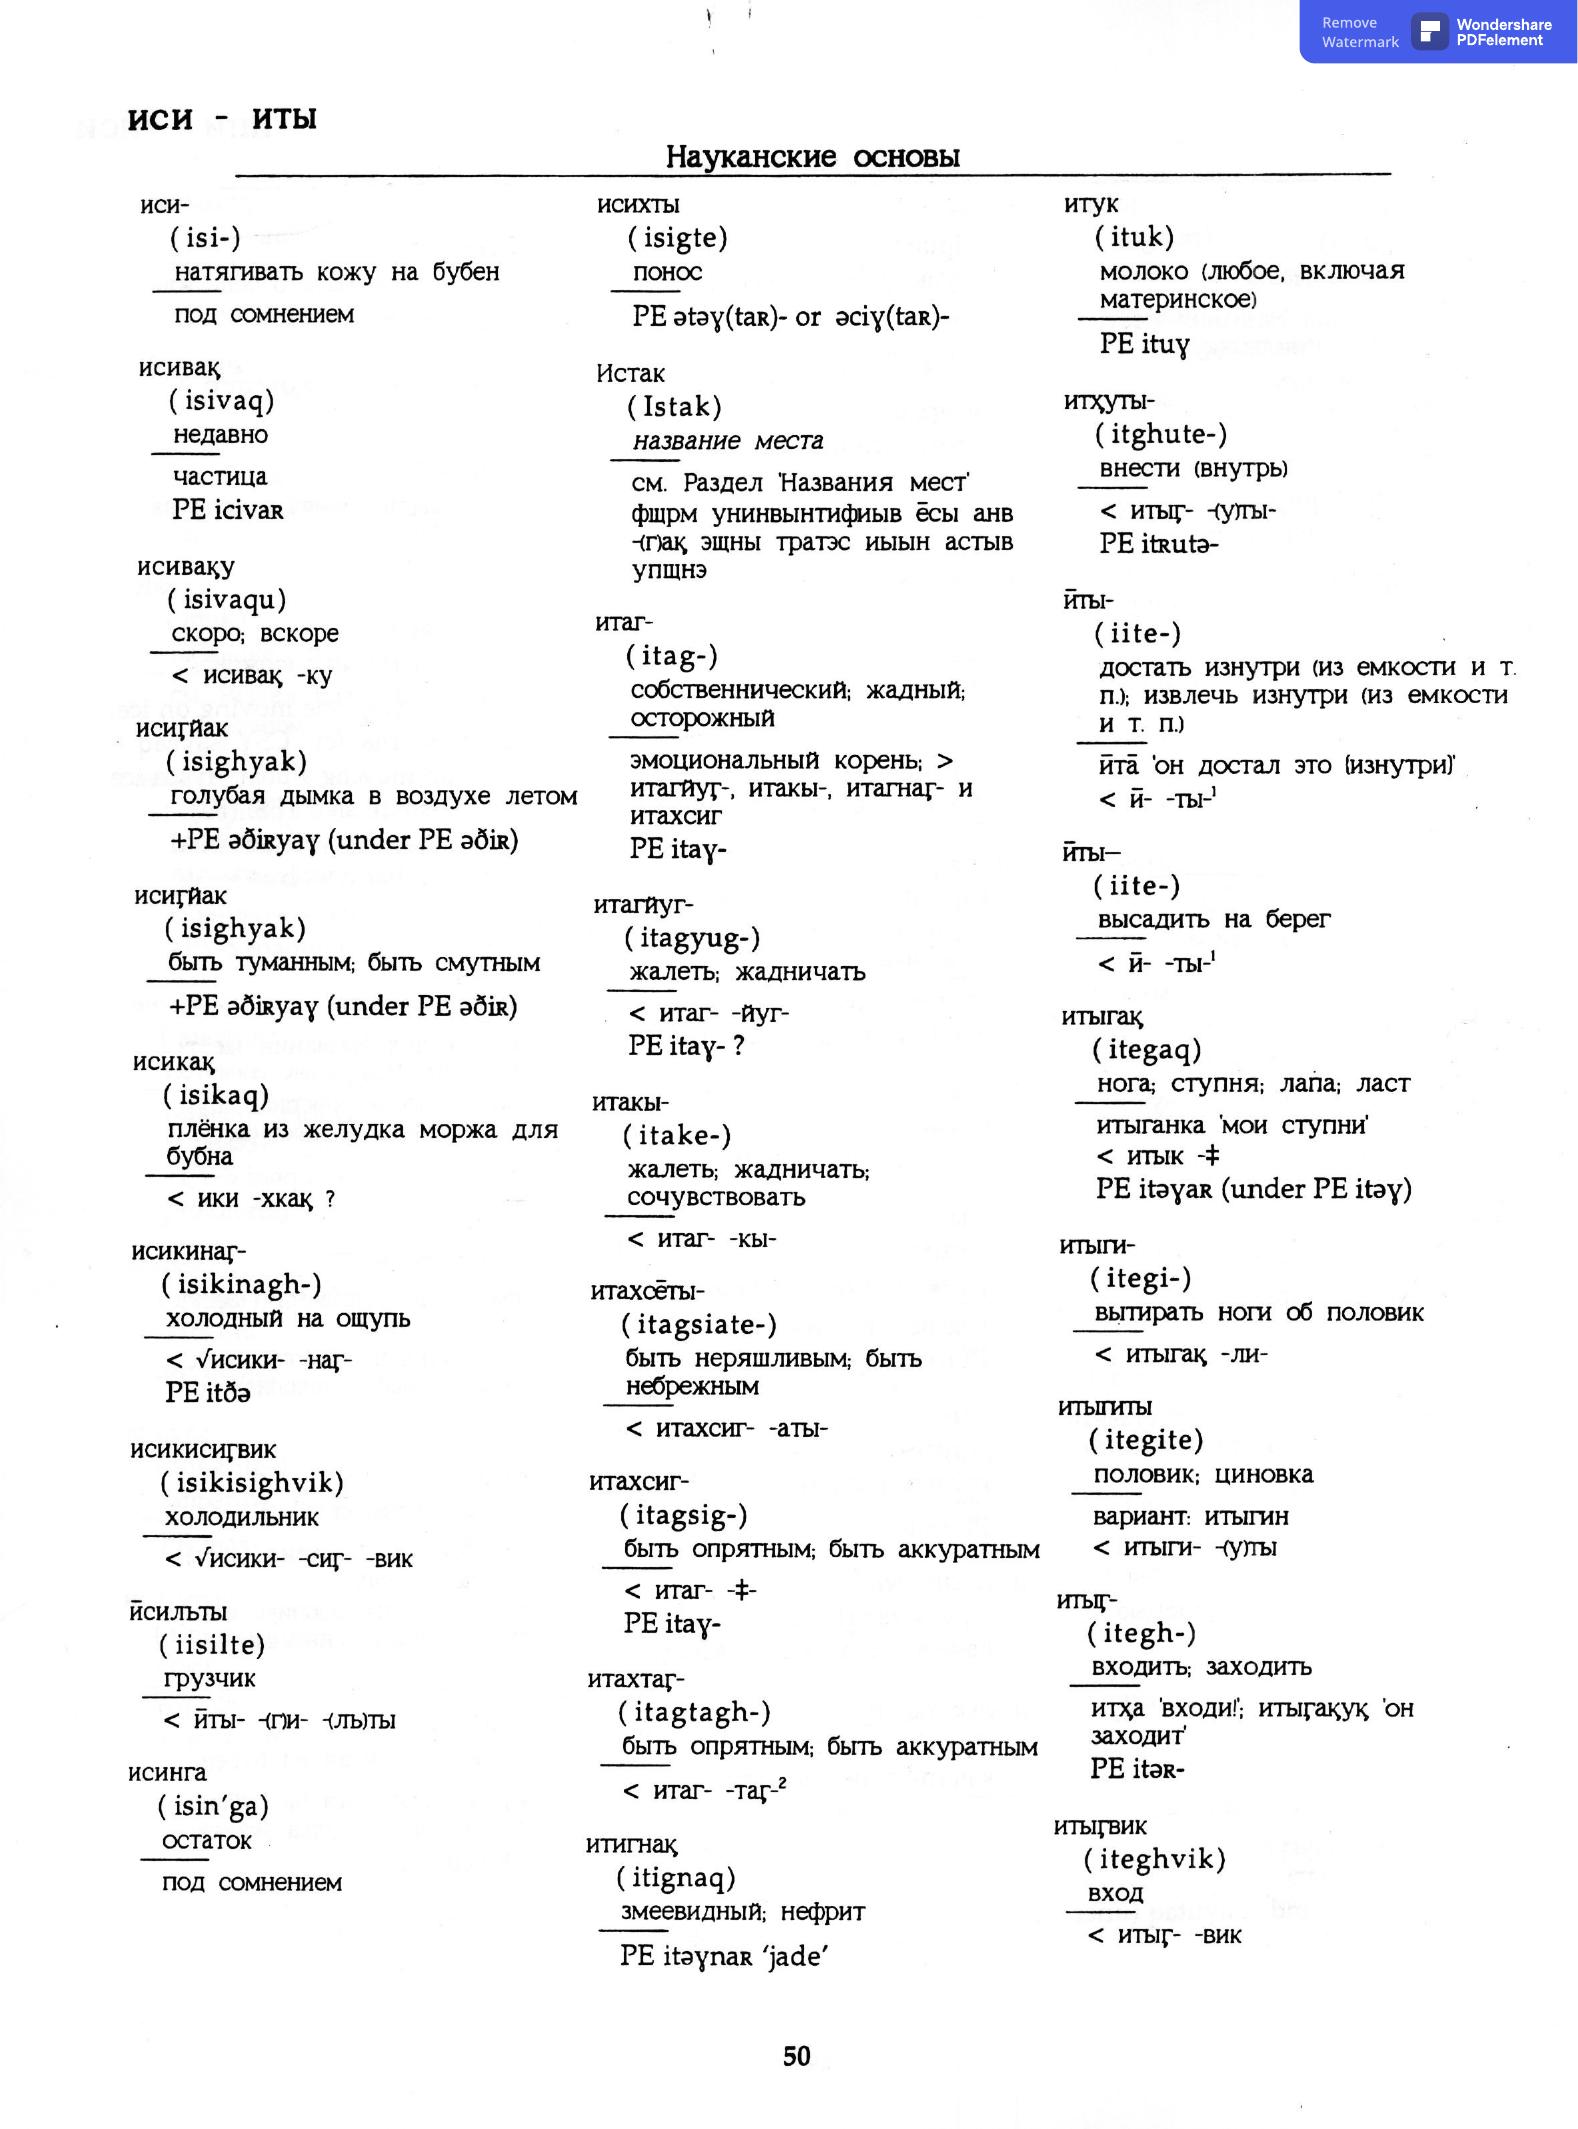 Remove
Watermark
Wondershare
PDFelement
ИСИ - ИТЫ
Науканские основы
иси-
(isi-)
натягивать кожу на бубен
под сомнением
исивақ
(isivaq)
недавно
частица
PE icivaʀ
исивақу
(isivaqu)
скоро; вскоре
< исивақ -ку
исиӷйак
(isighyak)
голубая дымка в воздухе летом
+PE əðiʀyaɣ (under PE əðiʀ)
исиӷйак
(isighyak)
быть туманным; быть смутным
+PE əðiʀyaɣ (under PE əðiʀ)
исикақ
(isikaq)
плёнка из желудка моржа для
бубна
< ики -хкақ ?
исикинаӷ-
(isikinagh-)
холодный на ощупь
< √исики- -наӷ-
PE itðə
исикисиӷвик
(isikisighvik)
холодильник
< √исики- -сиӷ- -вик
ӣсилъты
(iisilte)
грузчик
< ӣты- -(г)и- -(лъ)ты
исинга
(isin'ga)
остаток
под сомнением
исихты
(isigte)
понос
PE ətəɣ(taʀ)- or əciɣ(taʀ)-
Истак
(Istak)
название места
см. Раздел 'Названия мест'
фщрм унинвынтифиыв ёсы анв
-(г)ақ эщны тратэс иыын астыв
упщнэ
итаг-
(itag-)
собственнический; жадный;
осторожный
эмоциональный корень; >
итагйуӷ-, итакы-, итагнаӷ- и
итахсиг
PE itaɣ-
итагйуг-
(itagyug-)
жалеть; жадничать
< итаг- -йуг-
PE itaɣ- ?
итакы-
(itake-)
жалеть; жадничать;
сочувствовать
< итаг- -кы-
итахсёты-
(itagsiate-)
быть неряшливым; быть
небрежным
< итахсиг- -аты-
итахсиг-
(itagsig-)
быть опрятным; быть аккуратным
< итаг- -‡-
PE itaɣ-
итахтаӷ-
(itagtagh-)
быть опрятным; быть аккуратным
< итаг- -таӷ-²
итигнақ
(itignaq)
змеевидный; нефрит
PE itəɣnaʀ 'jade'
итук
(ituk)
молоко (любое, включая
материнское)
PE ituɣ
итҳуты-
(itghute-)
внести (внутрь)
< итыӷ- -(у)ты-
PE itʀutə-
ӣты-
(iite-)
достать изнутри (из емкости и т.
п.); извлечь изнутри (из емкости
и т. п.)
ӣта̄ 'он достал это (изнутри)'
< ӣ- -ты-¹
ӣты—
(iite-)
высадить на берег
< ӣ- -ты-¹
итыгақ
(itegaq)
нога; ступня; лапа; ласт
итыганка 'мои ступни'
< итык -‡
PE itəɣaʀ (under PE itəɣ)
итыги-
(itegi-)
вытирать ноги об половик
< итыгақ -ли-
итыгиты
(itegite)
половик; циновка
вариант: итыгин
< итыги- -(у)ты
итыӷ-
(itegh-)
входить; заходить
итҳа 'входи!'; итыӷақуқ 'он
заходит'
PE itəʀ-
итыӷвик
(iteghvik)
вход
< итыӷ- -вик
50